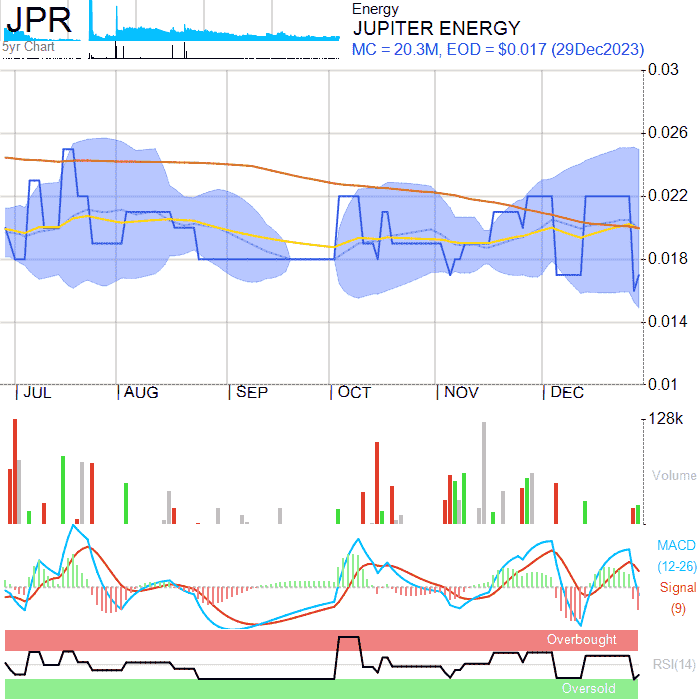 JPR
5yr Chart
Energy
JUPITER ENERGY
MC = 20.3M, EOD = $0.017 (29Dec2023)
0.03
0.026
0.022
0.018
0.014
0.01
JUL AUG SEP OCT NOV DEC
128k
Volume
MACD
(12-26)
Signal
(9)
Overbought
RSI(14)
Oversold